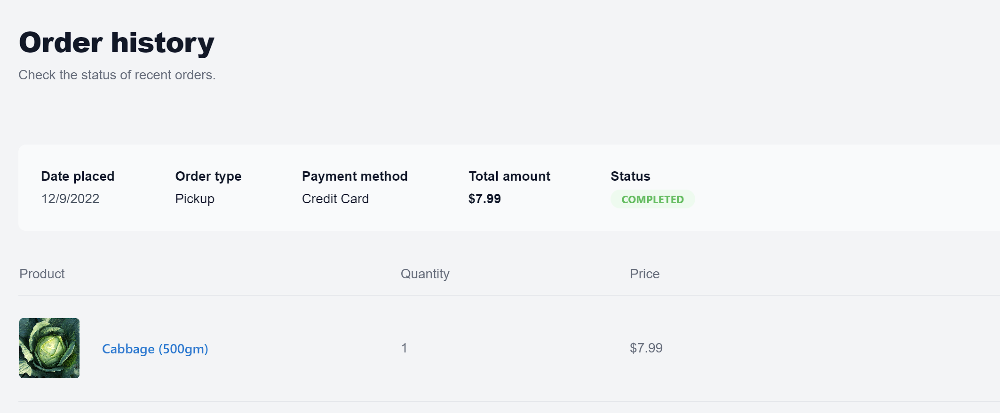 Order history
Check the status of recent orders.
Date placed Order type Payment method Total amount Status
12/9/2022 Pickup Credit Card $7.99 COMPLETED
Product Quantity Price
Cabbage (500gm) 1 $7.99